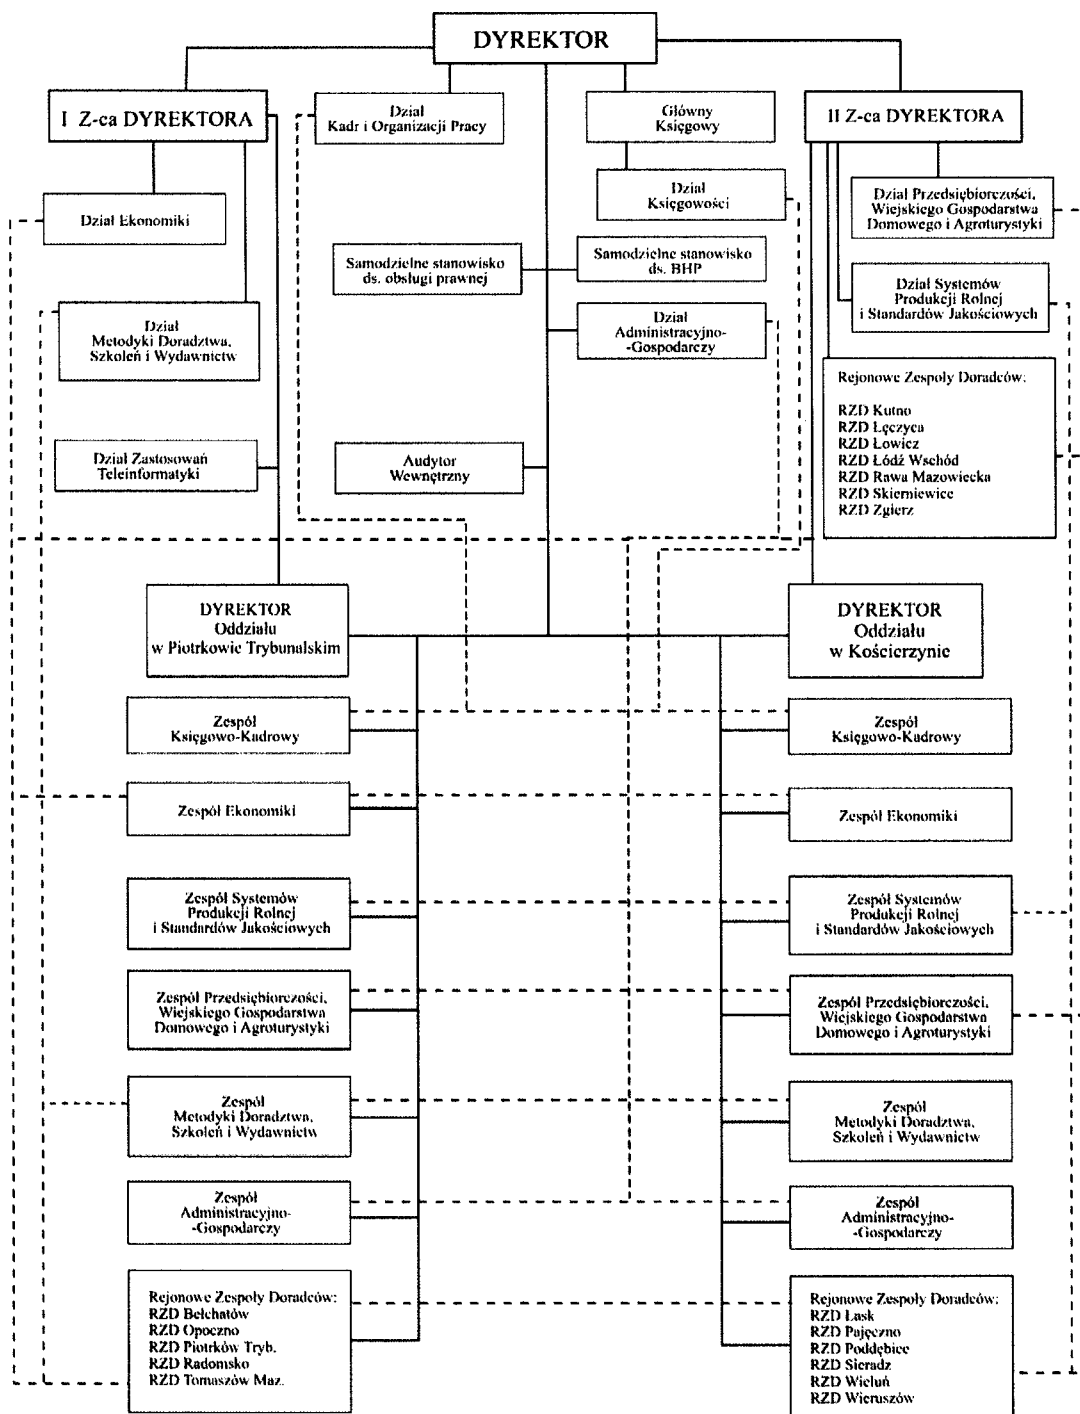 DYREKTOR
I Z-ca DYREKTORA
Dział
Kadr i Organizacji Pracy
Główny
Księgowy
II Z-ca DYREKTORA
Dział Ekonomiki
Dział
Księgowości
Dział Przedsiębiorczości,
Wiejskiego Gospodarstwa
Domowego i Agroturystyki
Samodzielne stanowisko
ds. obsługi prawnej
Samodzielne stanowisko
ds. BHP
Dział Systemów
Produkcji Rolnej
i Standardów Jakościowych
Dział
Metodyki Doradztwa,
Szkoleń i Wydawnictw
Dział
Administracyjno-
-Gospodarczy
Rejonowe Zespoły Doradców:
RZD Kutno
RZD Łęczyca
RZD Łowicz
RZD Łódź Wschód
RZD Rawa Mazowiecka
RZD Skierniewice
RZD Zgierz
Dział Zastosowań
Teleinformatyki
Audytor
Wewnętrzny
DYREKTOR
Oddziału
w Piotrkowie Trybunalskim
DYREKTOR
Oddziału
w Kościerzynie
Zespół
Księgowo-Kadrowy
Zespół
Księgowo-Kadrowy
Zespół Ekonomiki
Zespół Ekonomiki
Zespół Systemów
Produkcji Rolnej
i Standardów Jakościowych
Zespół Systemów
Produkcji Rolnej
i Standardów Jakościowych
Zespół Przedsiębiorczości,
Wiejskiego Gospodarstwa
Domowego i Agroturystyki
Zespół Przedsiębiorczości,
Wiejskiego Gospodarstwa
Domowego i Agroturystyki
Zespół
Metodyki Doradztwa,
Szkoleń i Wydawnictw
Zespół
Metodyki Doradztwa,
Szkoleń i Wydawnictw
Zespół
Administracyjno-
-Gospodarczy
Zespół
Administracyjno-
-Gospodarczy
Rejonowe Zespoły Doradców:
RZD Bełchatów
RZD Opoczno
RZD Piotrków Tryb.
RZD Radomsko
RZD Tomaszów Maz.
Rejonowe Zespoły Doradców:
RZD Łask
RZD Pajęczno
RZD Poddębice
RZD Sieradz
RZD Wieluń
RZD Wieruszów